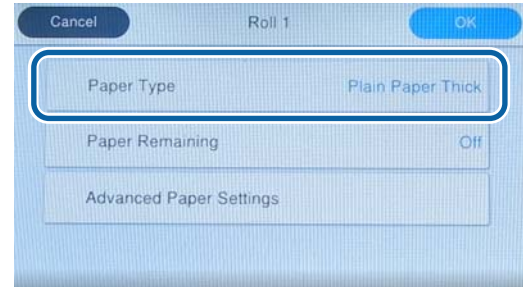 Cancel Roll 1 OK
Paper Type Plain Paper Thick
Paper Remaining Off
Advanced Paper Settings